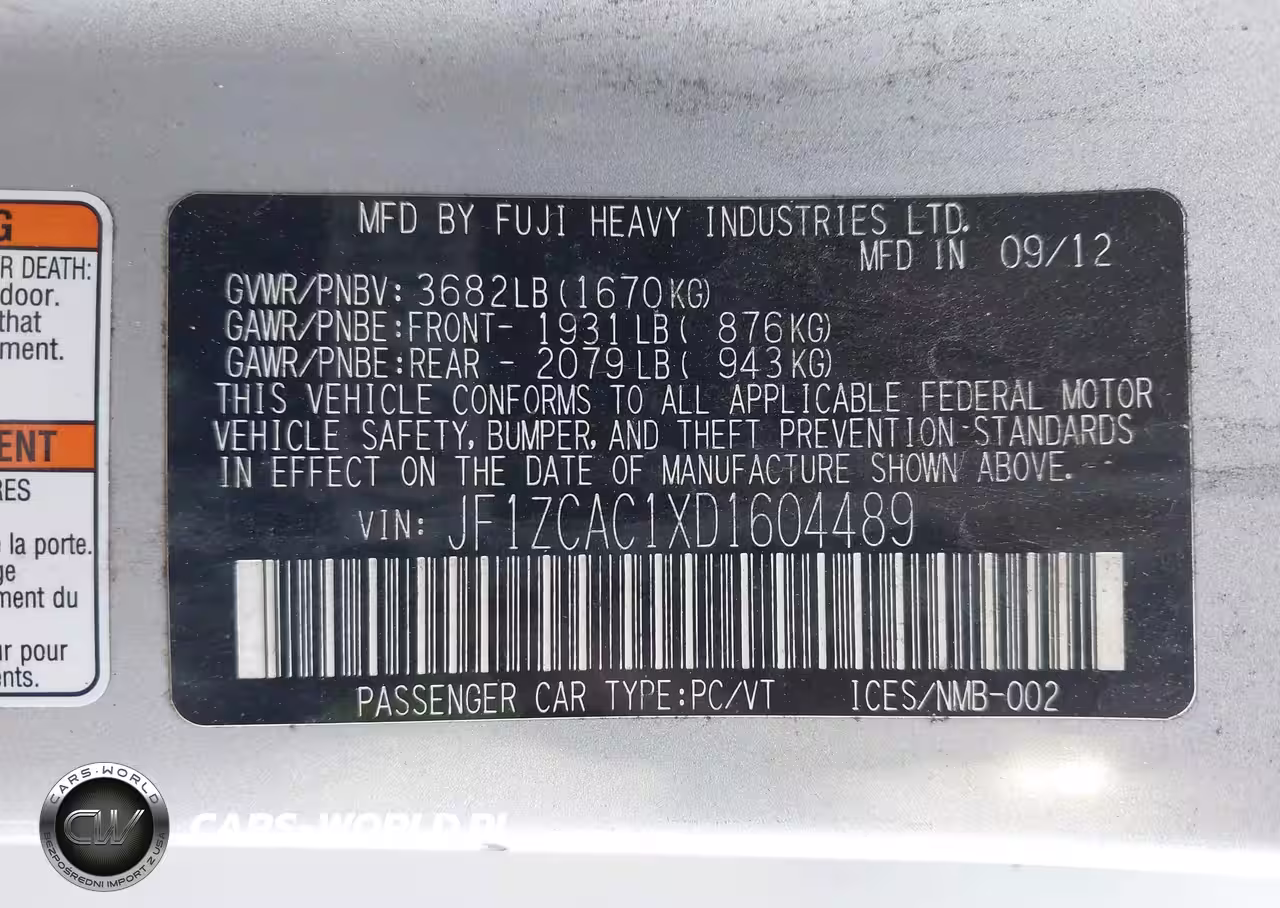 G
R DEATH:
door.
that
ment.
ENT
RES
la porte.
ge
ment du
ar pour
ents.
MFD BY FUJI HEAVY INDUSTRIES LTD.
MFD IN 09/12
GVWR/PNBV: 3682LB(1670KG)
GAWR/PNBE:FRONT- 1931LB( 876KG)
GAWR/PNBE:REAR - 2079LB( 943KG)
THIS VEHICLE CONFORMS TO ALL APPLICABLE FEDERAL MOTOR
VEHICLE SAFETY, BUMPER, AND THEFT PREVENTION STANDARDS
IN EFFECT ON THE DATE OF MANUFACTURE SHOWN ABOVE.
VIN: JF1ZCAC1XD1604489
PASSENGER CAR TYPE:PC/VT ICES/NMB-002
CARS-WORLD
CW
BEZPOŚREDNI IMPORT Z USA
CARS-WORLD.PL